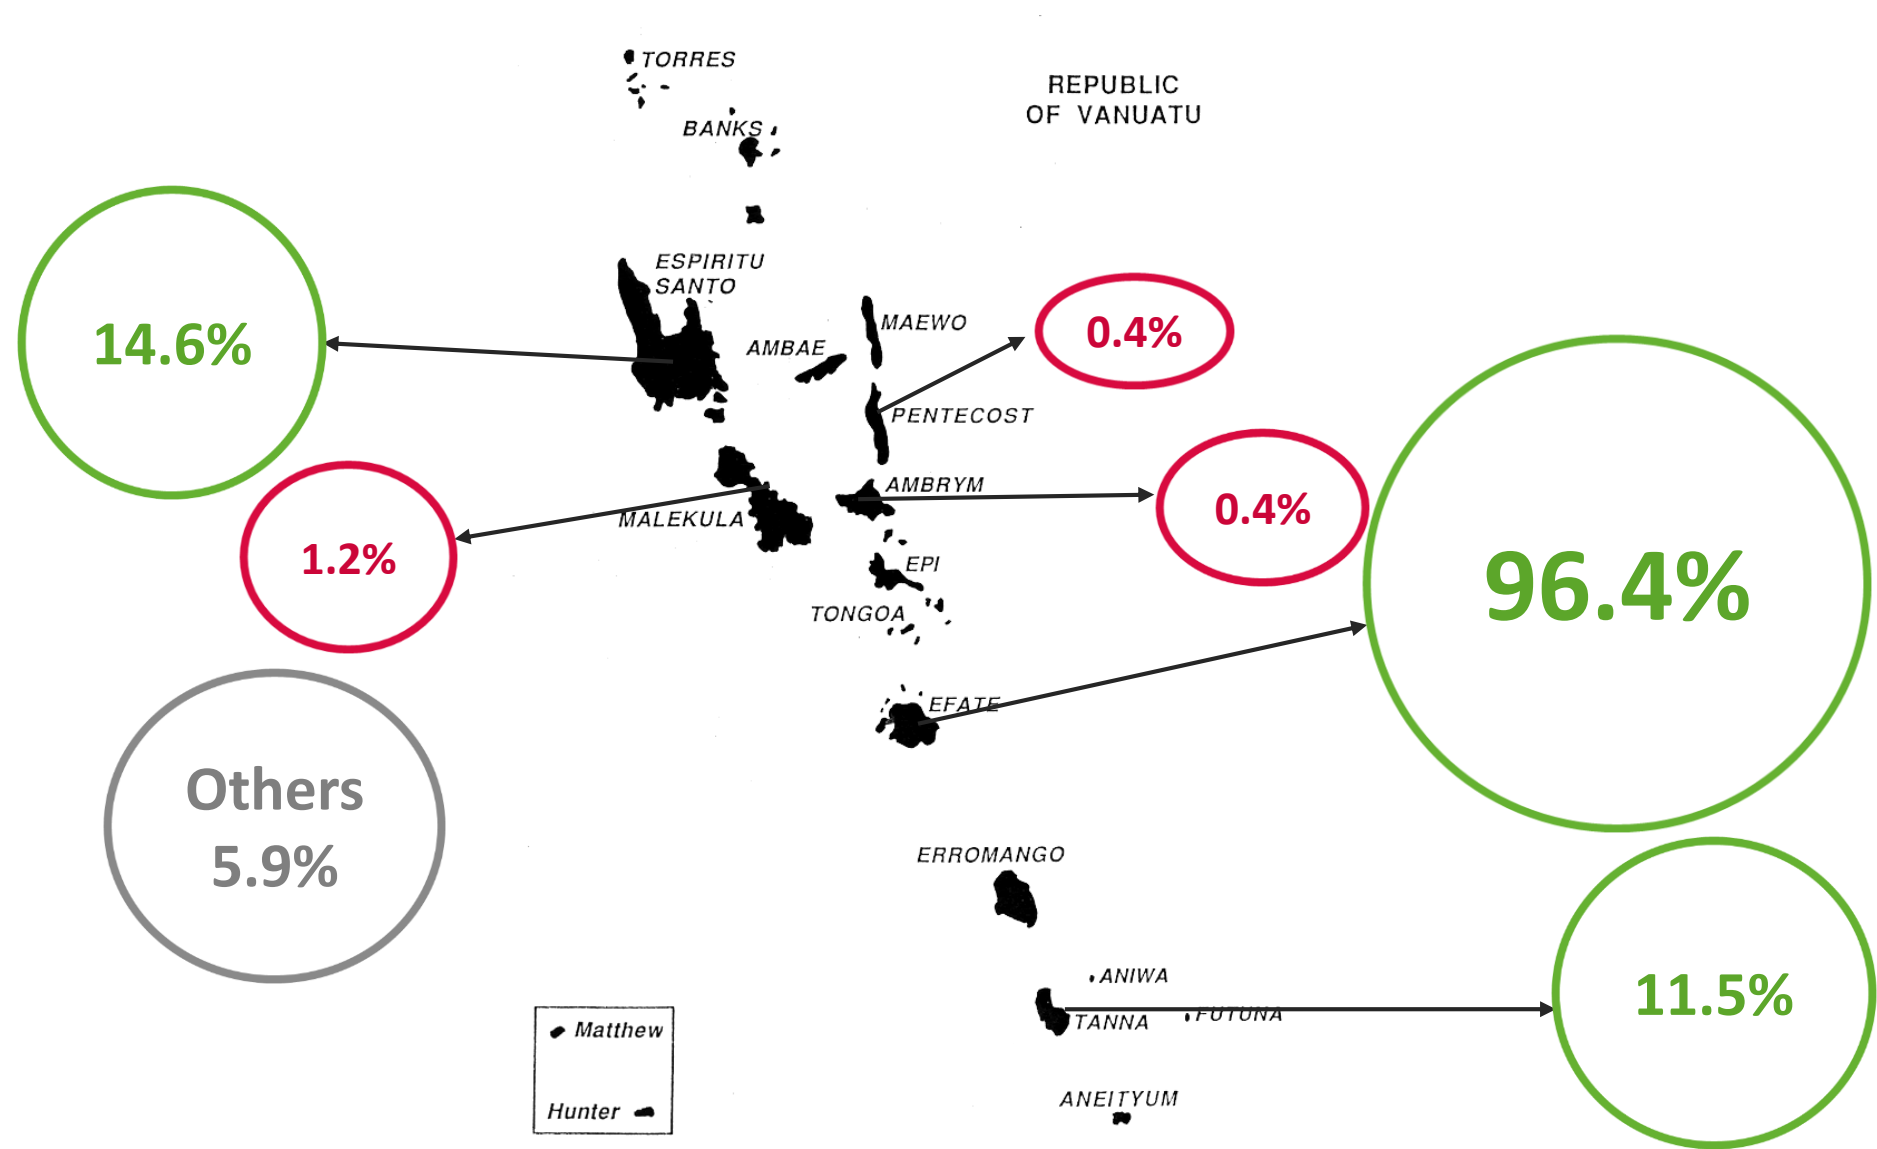 TORRES
REPUBLIC
OF VANUATU
BANKS
ESPIRITU
SANTO
14.6%
MAEWO
0.4%
AMBAE
PENTECOST
AMBRYM
0.4%
MALEKULA
1.2%
EPI
96.4%
TONGOA
EFATE
Others
5.9%
ERROMANGO
ANIWA
TANNA
FUTUNA
11.5%
Matthew
Hunter
ANEITYUM